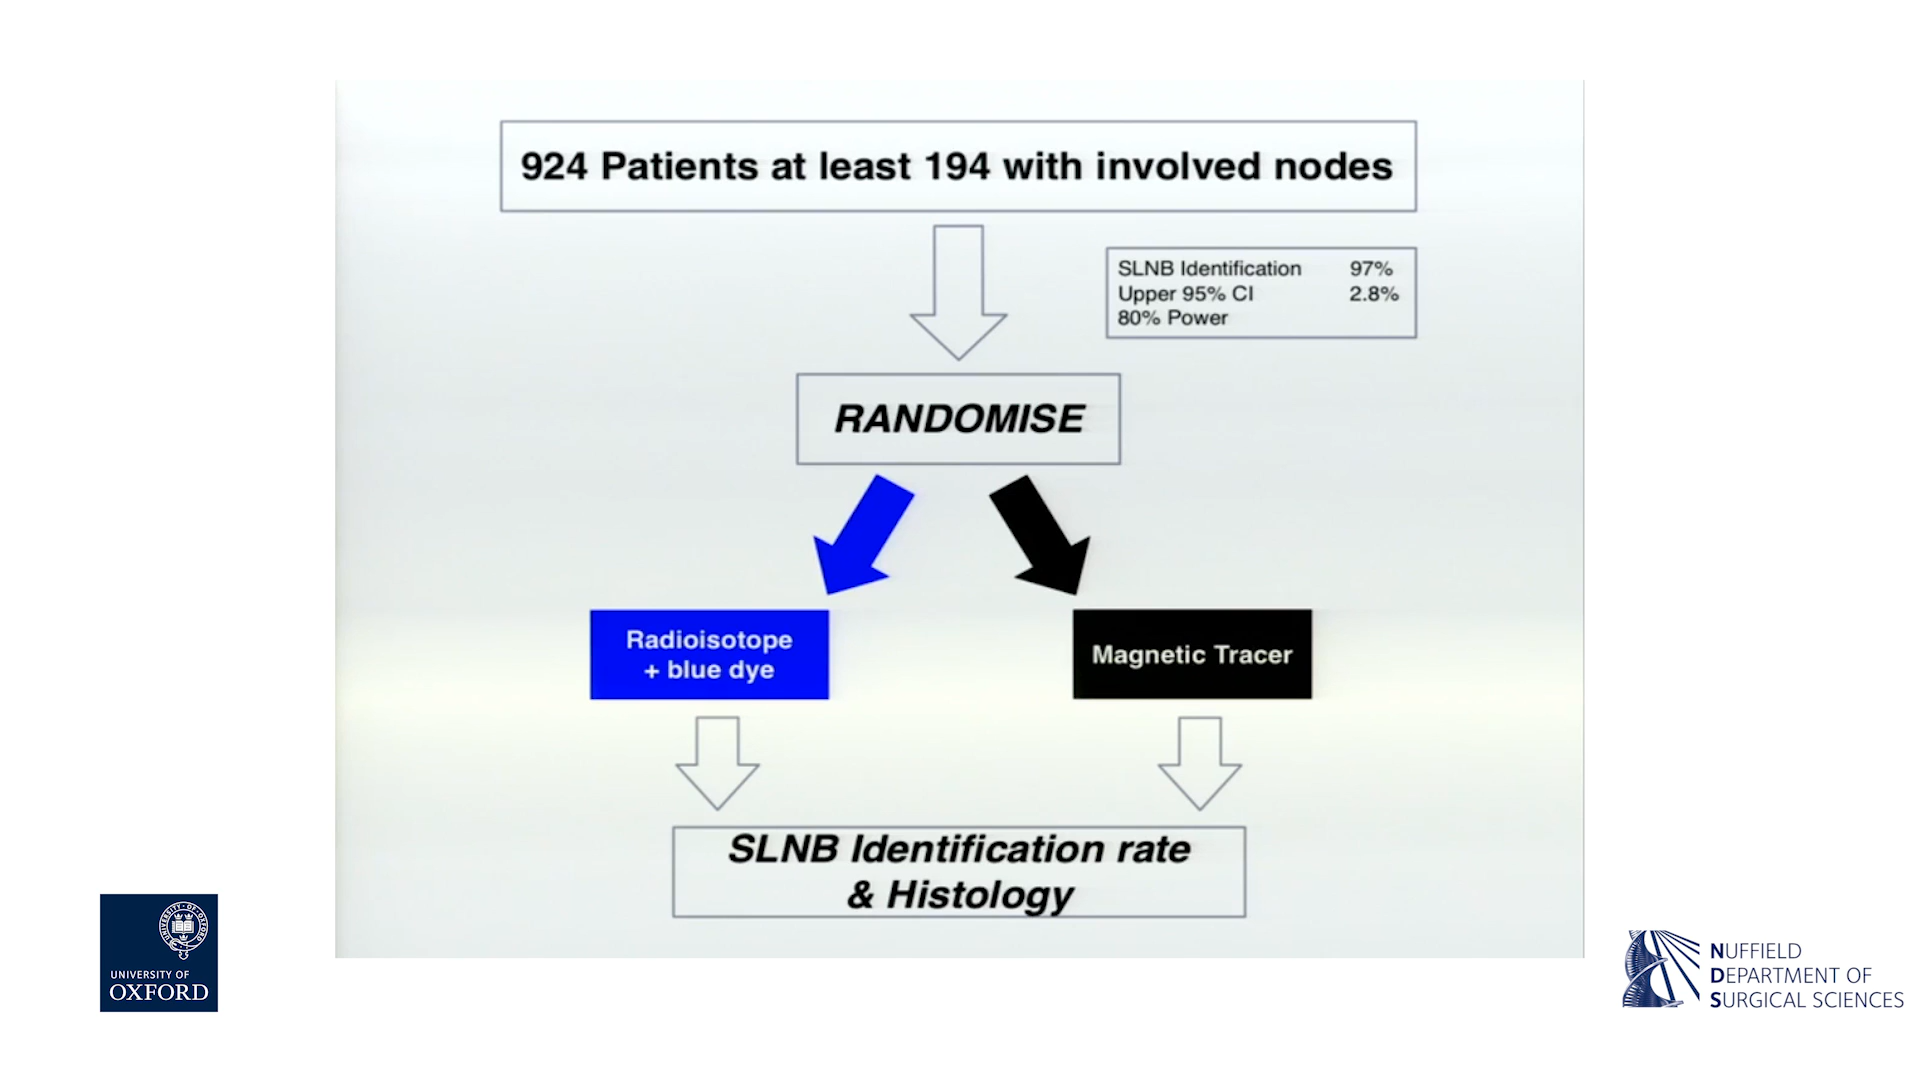 924 Patients at least 194 with involved nodes
SLNB Identification 97%
Upper 95% CI 2.8%
80% Power
RANDOMISE
Radioisotope
+ blue dye
Magnetic Tracer
SLNB Identification rate
& Histology
UNIVERSITY OF
OXFORD
NUFFIELD
DEPARTMENT OF
SURGICAL SCIENCES